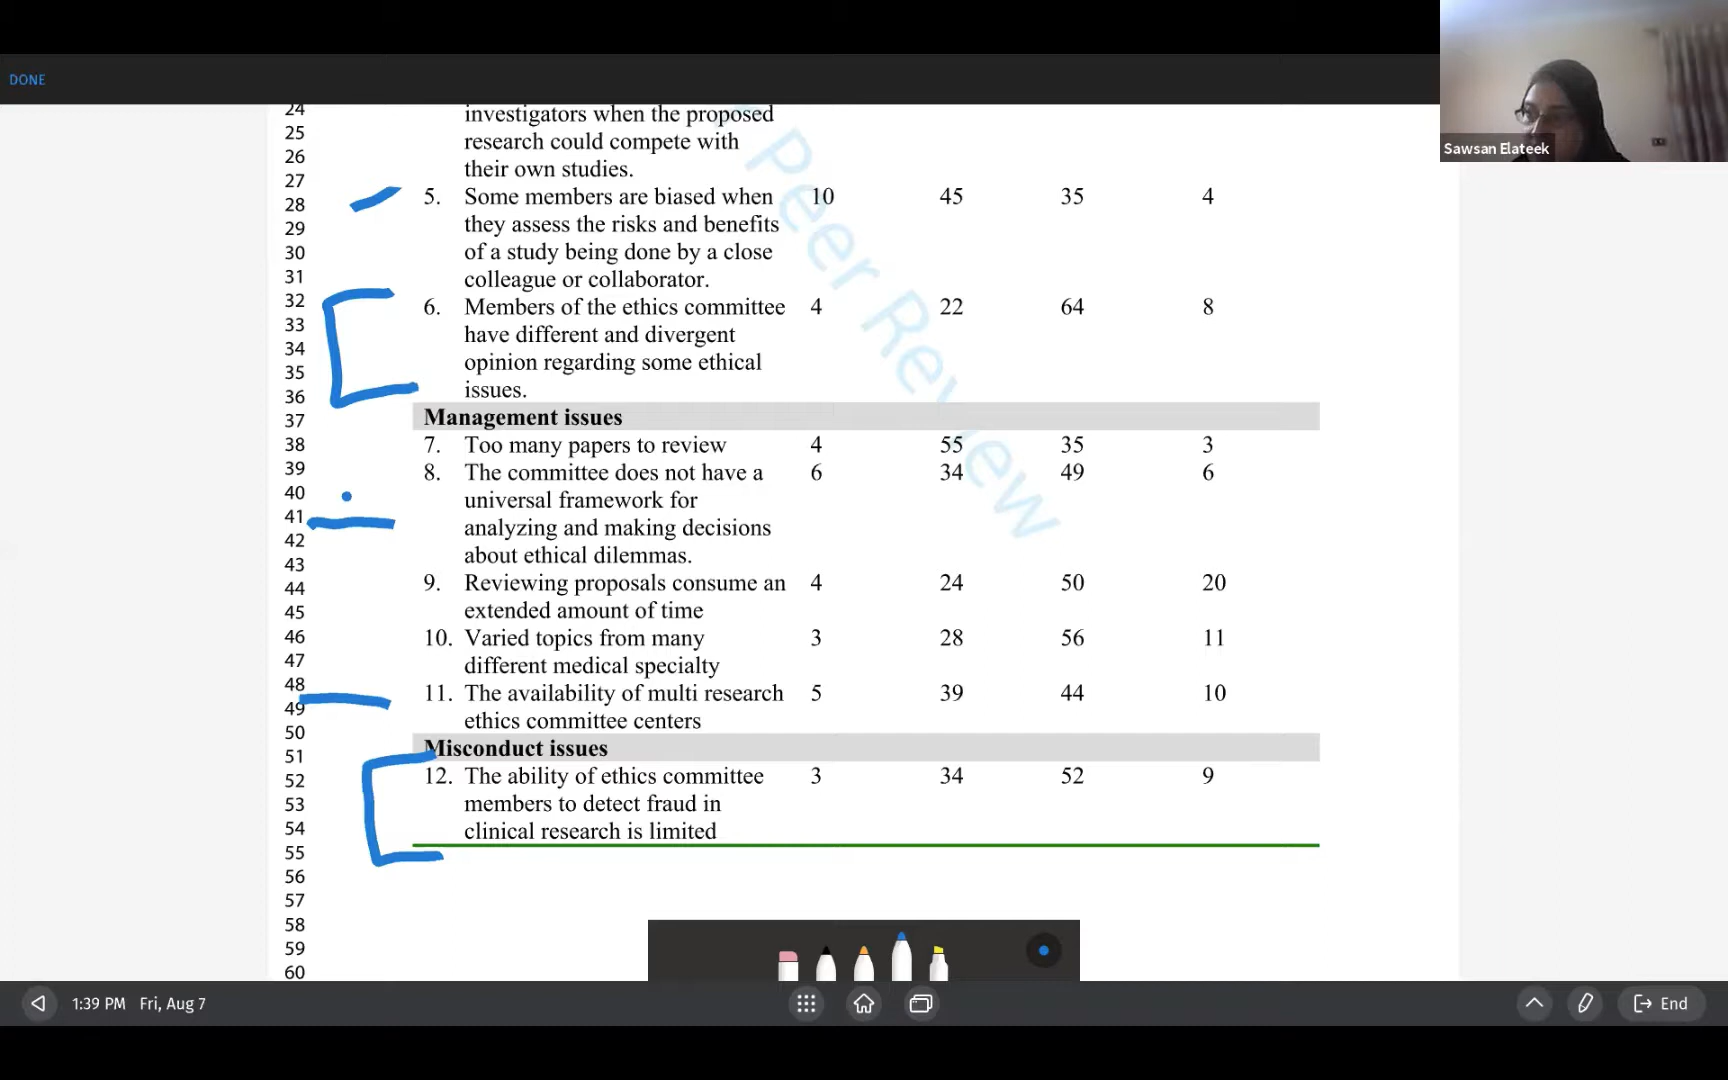 DONE
Sawsan Elateek
24 investigators when the proposed
25 research could compete with
26
27 their own studies.
28 5. Some members are biased when 10 45 35 4
29 they assess the risks and benefits
30 of a study being done by a close
31 colleague or collaborator.
32 6. Members of the ethics committee 4 22 64 8
33 have different and divergent
34
35 opinion regarding some ethical
36 issues.
37 Management issues
38 7. Too many papers to review 4 55 35 3
39 8. The committee does not have a 6 34 49 6
40 universal framework for
41 analyzing and making decisions
42
43 about ethical dilemmas.
44 9. Reviewing proposals consume an 4 24 50 20
45 extended amount of time
46 10. Varied topics from many 3 28 56 11
47 different medical specialty
48 11. The availability of multi research 5 39 44 10
49
50 ethics committee centers
51 Misconduct issues
52 12. The ability of ethics committee 3 34 52 9
53 members to detect fraud in
54 clinical research is limited
55
56
57
58
59
60
Peer Review
1:39 PM Fri, Aug 7
End